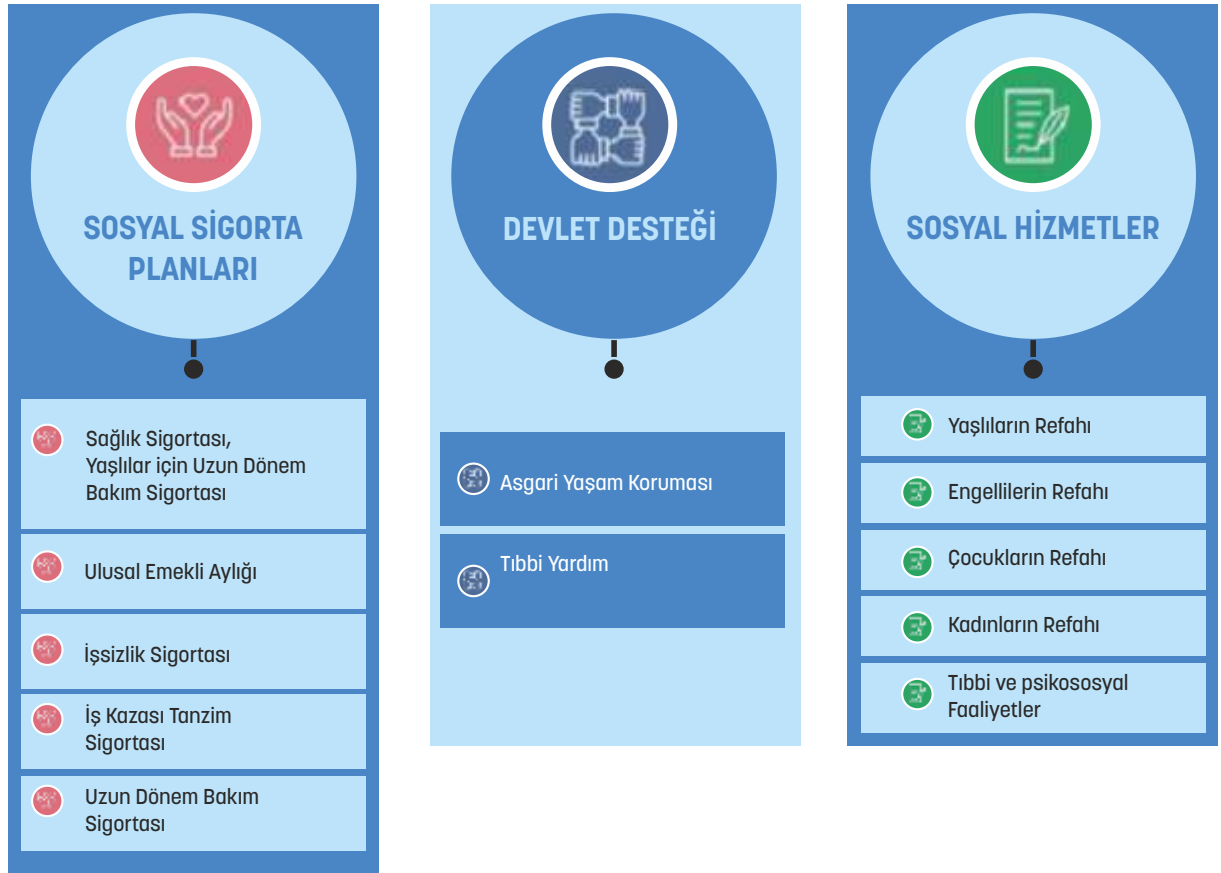 SOSYAL SİGORTA
PLANLARI
Sağlık Sigortası,
Yaşlılar için Uzun Dönem
Bakım Sigortası
Ulusal Emekli Aylığı
İşsizlik Sigortası
İş Kazası Tanzim
Sigortası
Uzun Dönem Bakım
Sigortası
DEVLET DESTEĞİ
Asgari Yaşam Koruması
Tıbbi Yardım
SOSYAL HİZMETLER
Yaşlıların Refahı
Engellilerin Refahı
Çocukların Refahı
Kadınların Refahı
Tıbbi ve psikososyal
Faaliyetler